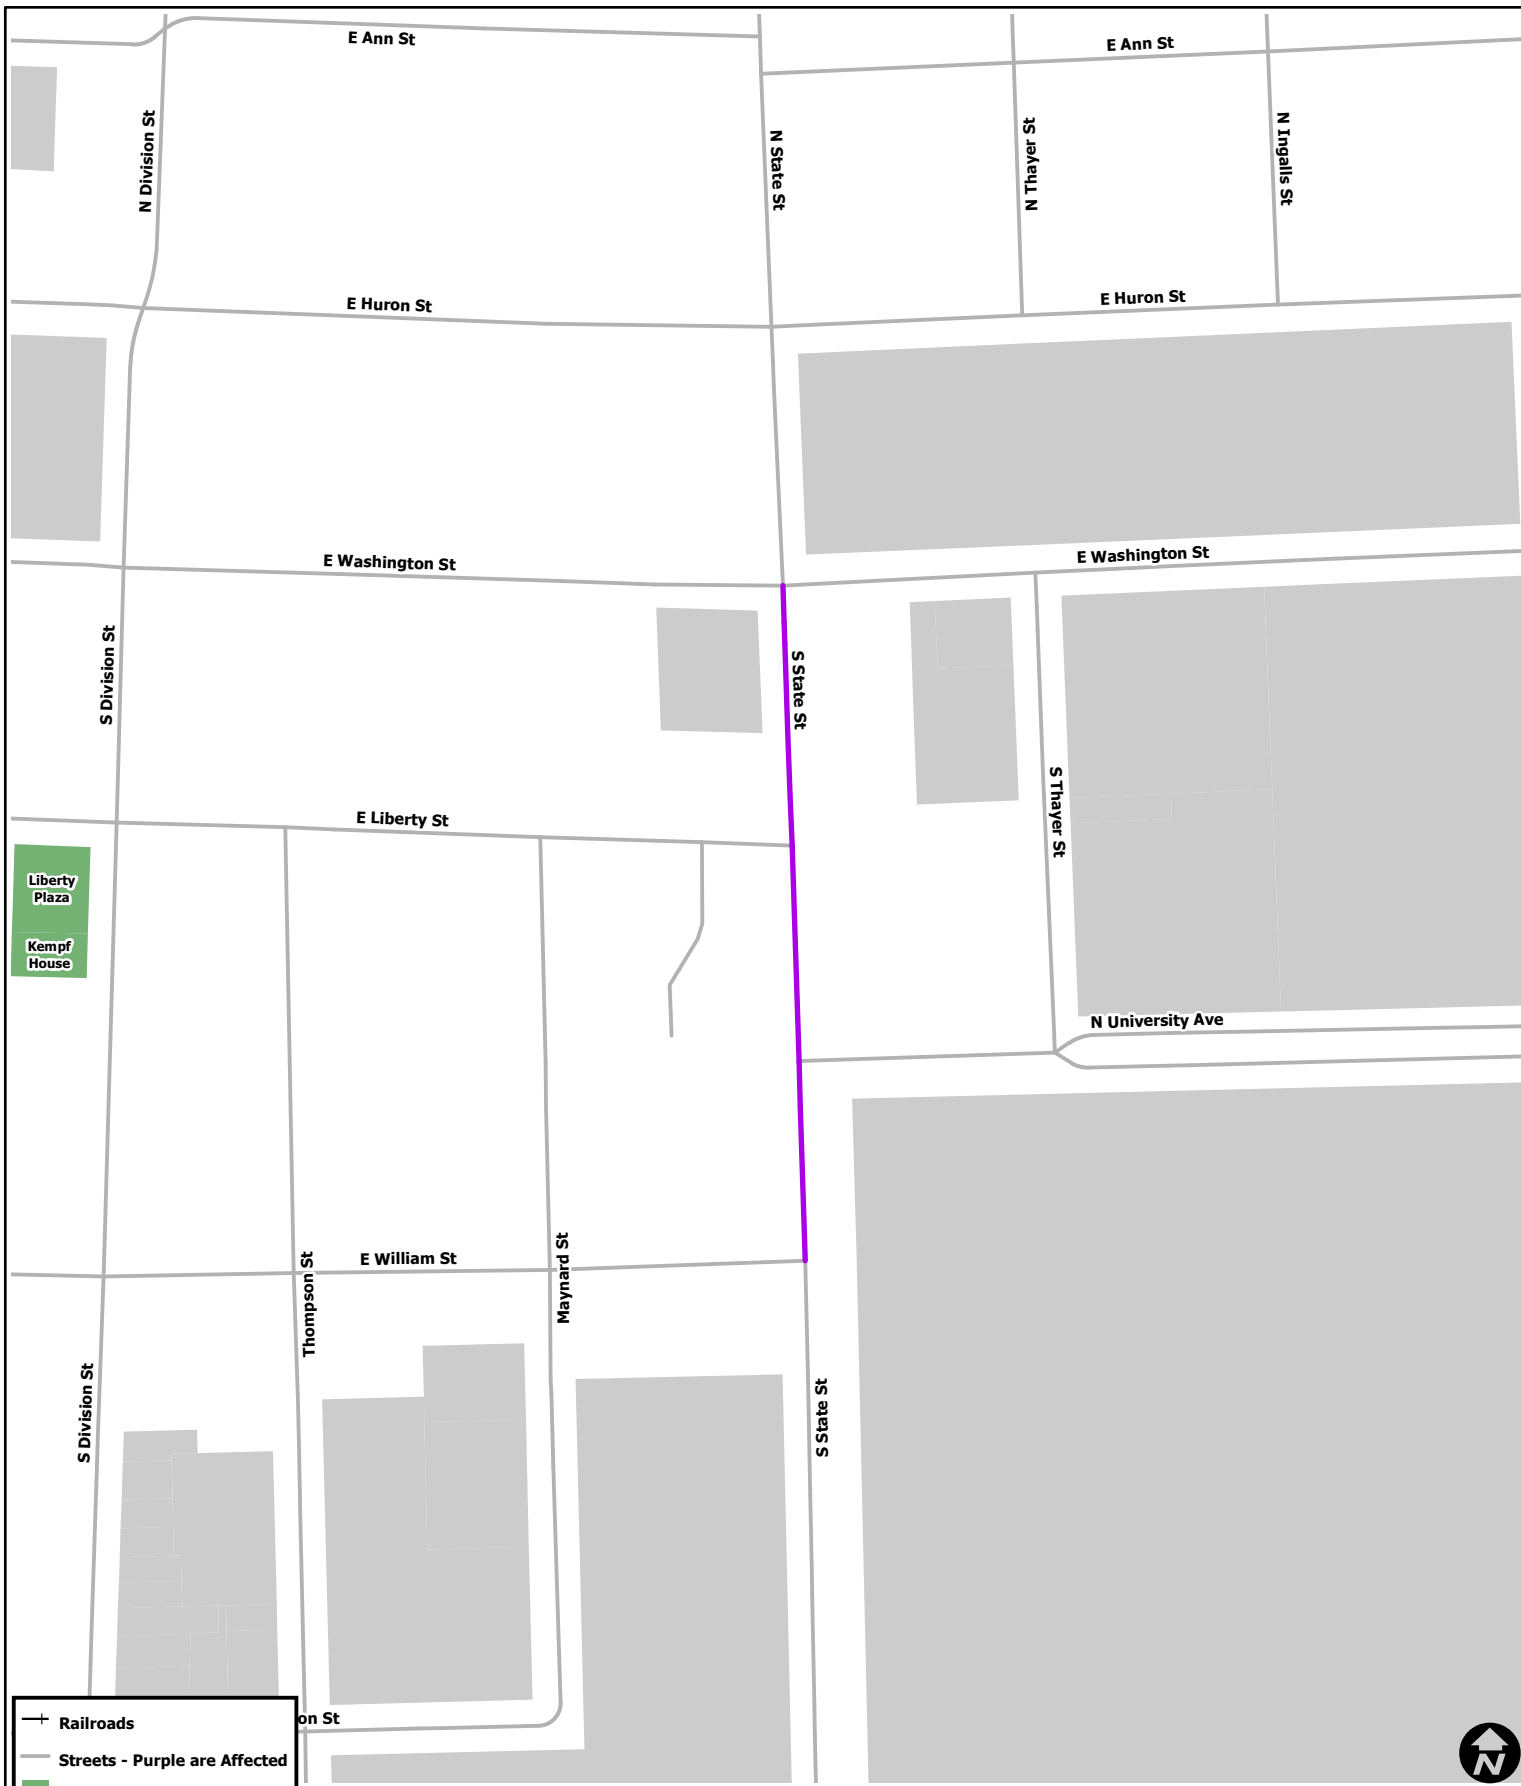 E Ann St
E Ann St
N Division St
N State St
N Thayer St
N Ingalls St
E Huron St
E Huron St
E Washington St
E Washington St
S Division St
S State St
S Thayer St
E Liberty St
Liberty
Plaza
Kempf
House
N University Ave
E William St
Thompson St
Maynard St
S Division St
S State St
on St
Railroads
Streets - Purple are Affected
N